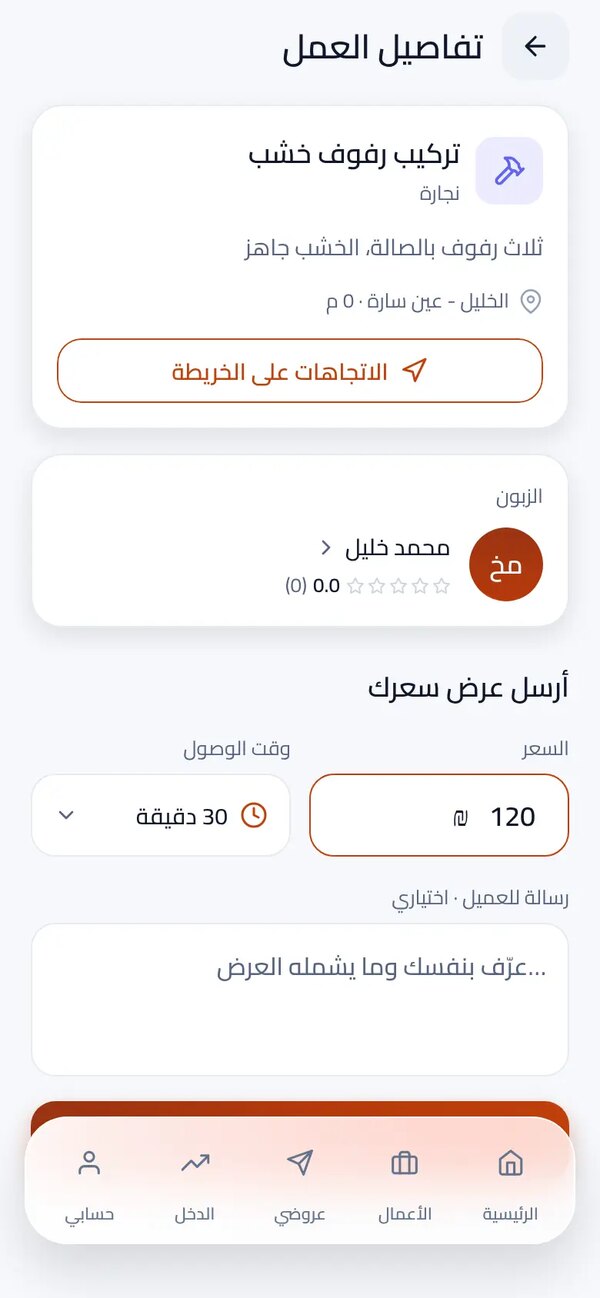 تفاصيل العمل
تركيب رفوف خشب
نجارة
ثلاث رفوف بالصالة، الخشب جاهز
الخليل - عين سارة · 0 م
الاتجاهات على الخريطة
الزبون
مخ
محمد خليل
0.0 (0)
أرسل عرض سعرك
السعر
وقت الوصول
120 ₪
30 دقيقة
رسالة للعميل · اختياري
...عرّف بنفسك وما يشمله العرض
الرئيسية
الأعمال
عروضي
الدخل
حسابي